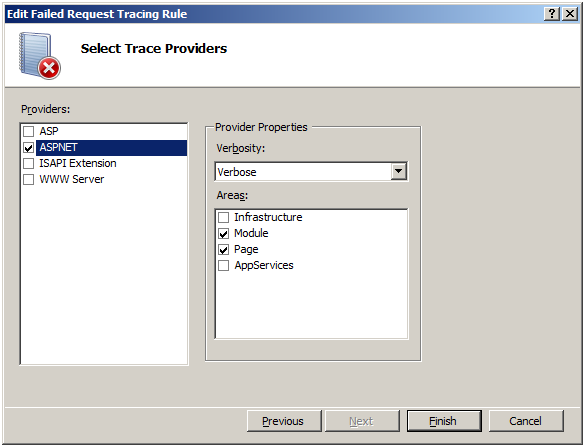 Edit Failed Request Tracing Rule
Select Trace Providers
Providers:
ASP
ASPNET
ISAPI Extension
WWW Server
Provider Properties
Verbosity:
Verbose
Areas:
Infrastructure
Module
Page
AppServices
Previous
Next
Finish
Cancel